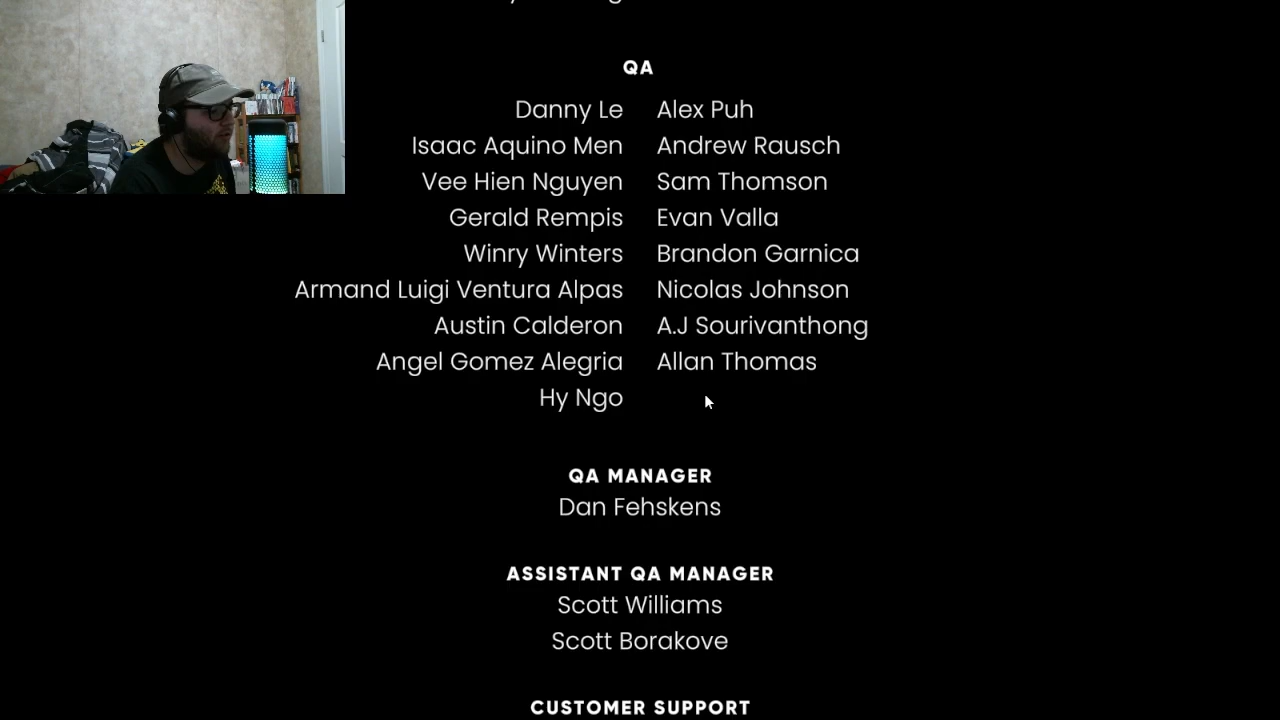 QA
Danny Le Alex Puh
Isaac Aquino Men Andrew Rausch
Vee Hien Nguyen Sam Thomson
Gerald Rempis Evan Valla
Winry Winters Brandon Garnica
Armand Luigi Ventura Alpas Nicolas Johnson
Austin Calderon A.J Sourivanthong
Angel Gomez Alegria Allan Thomas
Hy Ngo
QA MANAGER
Dan Fehskens
ASSISTANT QA MANAGER
Scott Williams
Scott Borakove
CUSTOMER SUPPORT